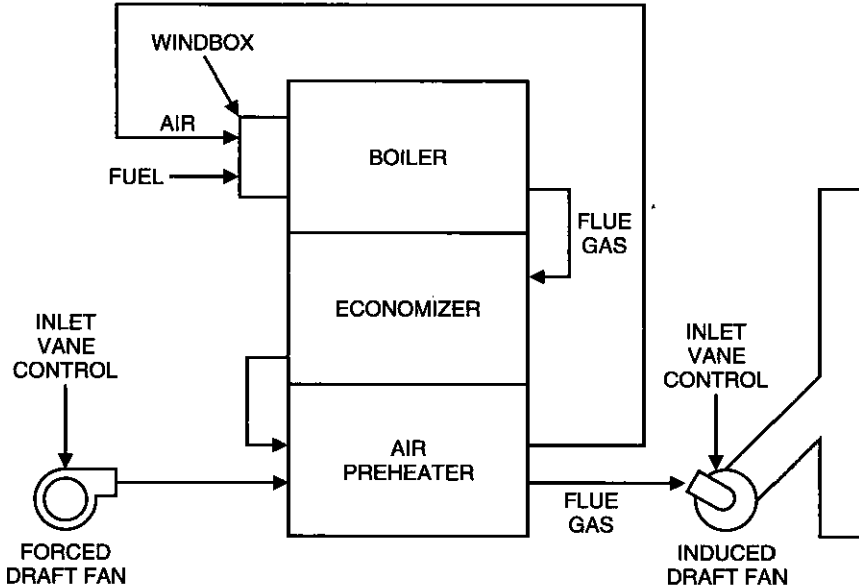 WINDBOX
AIR
FUEL
BOILER
FLUE
GAS
ECONOMIZER
INLET
VANE
CONTROL
INLET
VANE
CONTROL
AIR
PREHEATER
FLUE
GAS
FORCED
DRAFT FAN
INDUCED
DRAFT FAN